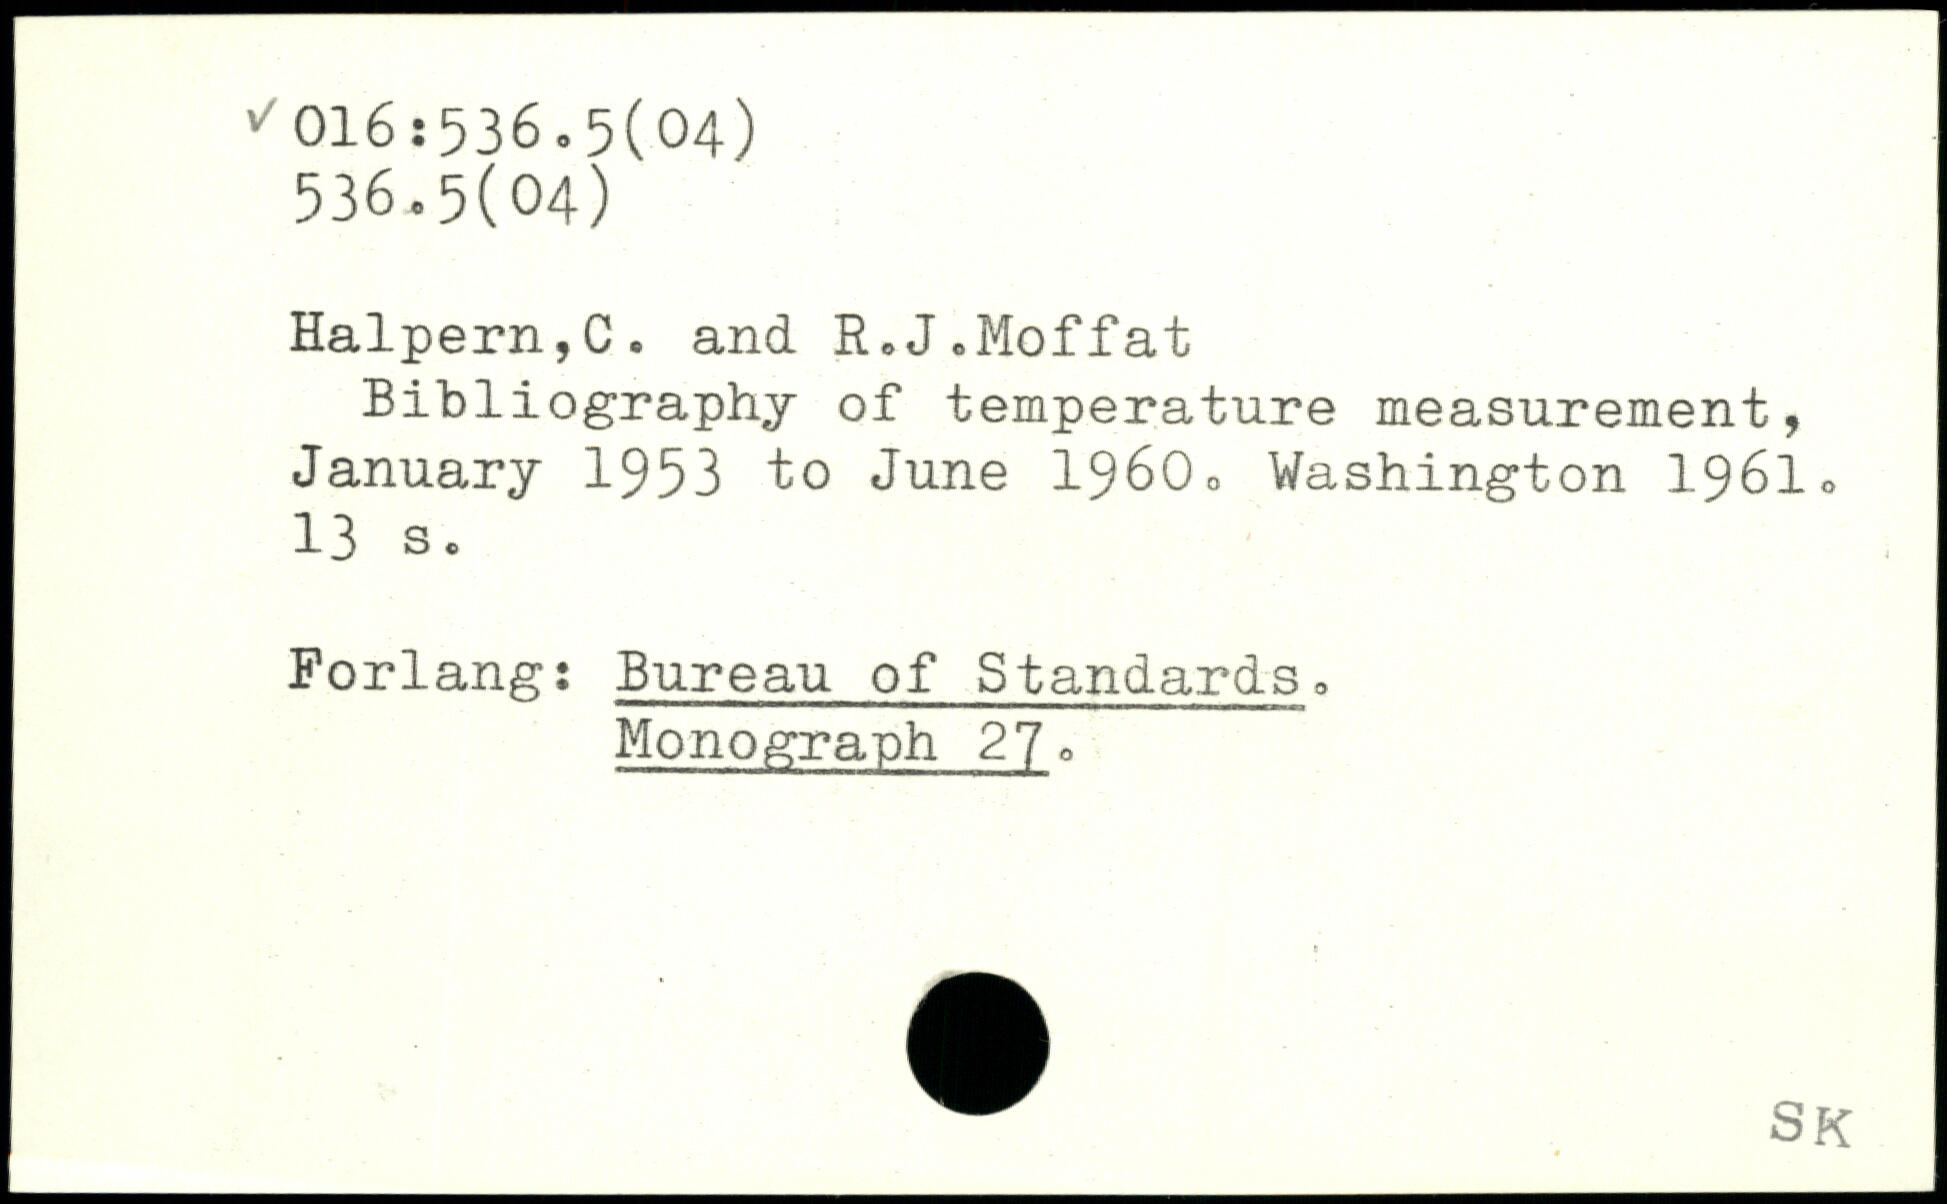 ✓ 016:536.5(04)
536.5(04)
Halpern,C. and R.J.Moffat
Bibliography of temperature measurement,
January 1953 to June 1960. Washington 1961.
13 s.
Forlang: Bureau of Standards.
Monograph 27.
SK